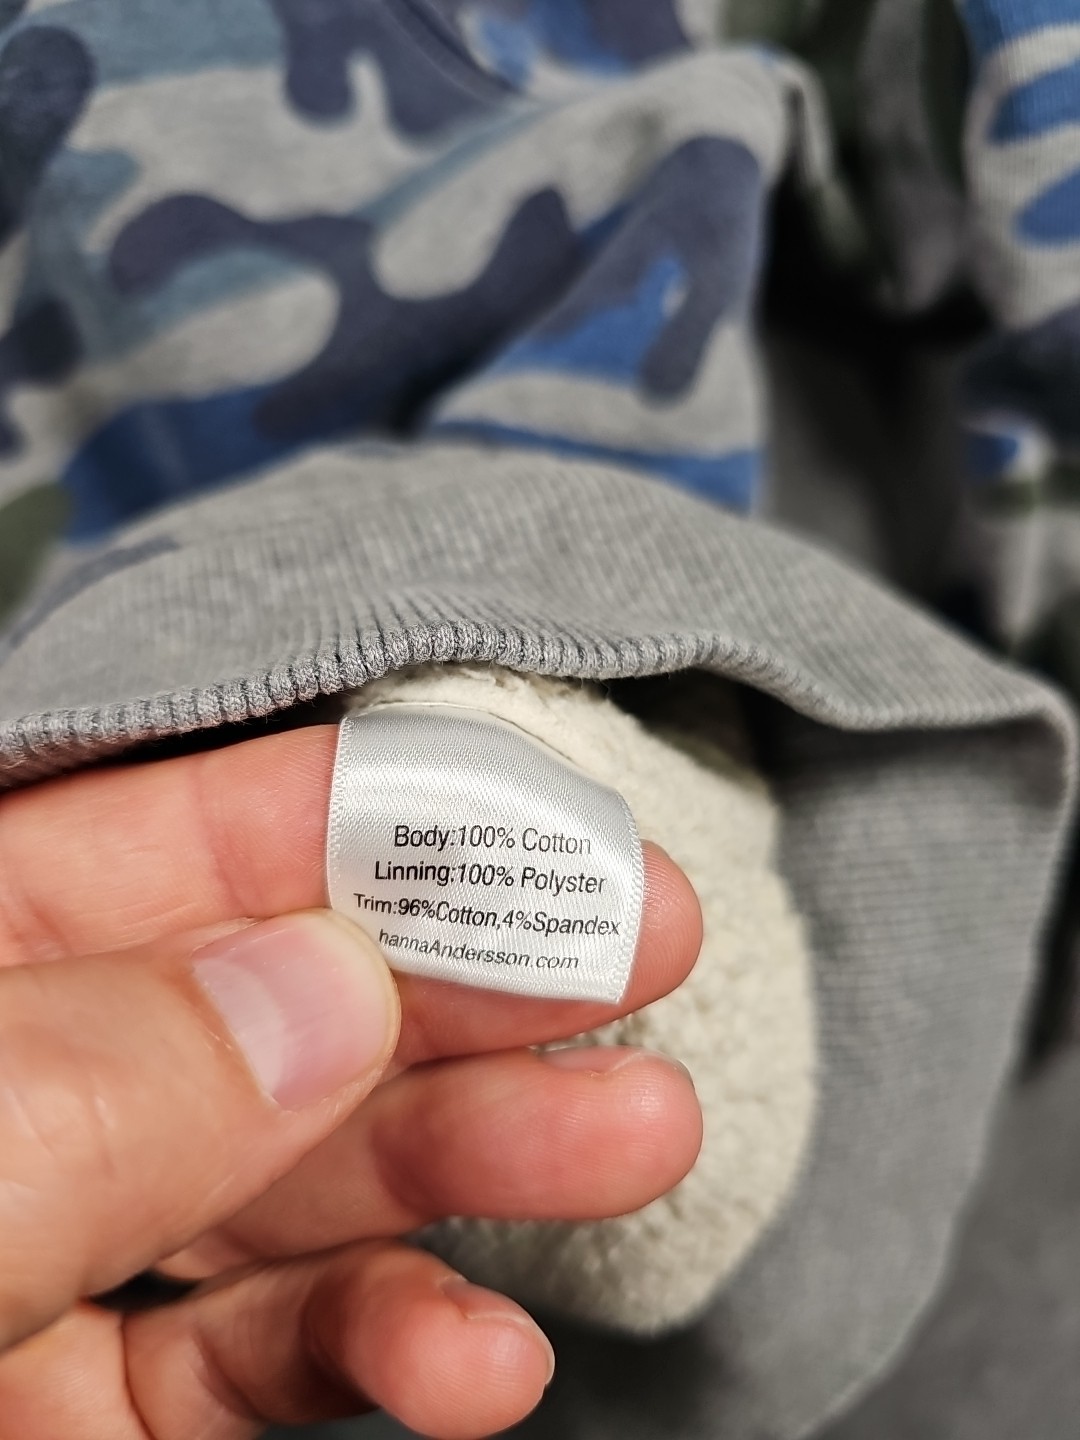 Body:100% Cotton
Linning:100% Polyster
Trim:96%Cotton,4%Spandex
hannaAndersson.com